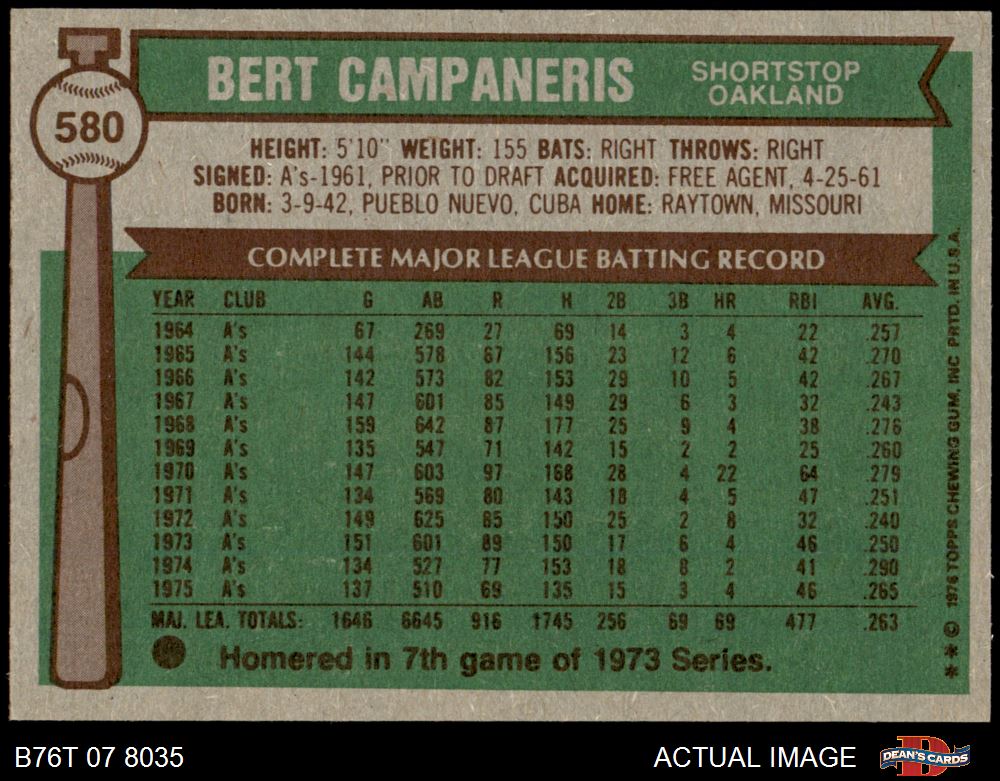 580
BERT CAMPANERIS
SHORTSTOP
OAKLAND
HEIGHT: 5'10" WEIGHT: 155 BATS: RIGHT THROWS: RIGHT
SIGNED: A's-1961, PRIOR TO DRAFT ACQUIRED: FREE AGENT, 4-25-61
BORN: 3-9-42, PUEBLO NUEVO, CUBA HOME: RAYTOWN, MISSOURI
COMPLETE MAJOR LEAGUE BATTING RECORD
YEAR CLUB G AB R H 2B 3B HR RBI AVG.
1964 A's 67 269 27 69 14 3 4 22 .257
1965 A's 144 578 67 156 23 12 6 42 .270
1966 A's 142 573 82 153 29 10 5 42 .267
1967 A's 147 601 85 149 29 6 3 32 .243
1968 A's 159 642 87 177 25 9 4 38 .276
1969 A's 135 547 71 142 15 2 2 25 .260
1970 A's 147 603 97 168 28 4 22 64 .279
1971 A's 134 569 80 143 18 4 5 47 .251
1972 A's 149 625 85 150 25 2 8 32 .240
1973 A's 151 601 89 150 17 6 4 46 .250
1974 A's 134 527 77 153 18 8 2 41 .290
1975 A's 137 510 69 135 15 3 4 46 .265
MAJ. LEA. TOTALS: 1646 6645 916 1745 256 69 69 477 .263
Homered in 7th game of 1973 Series.
*** © 1976 TOPPS CHEWING GUM, INC PRTD. IN U.S.A.
B76T 07 8035
ACTUAL IMAGE
DEAN'S CARDS